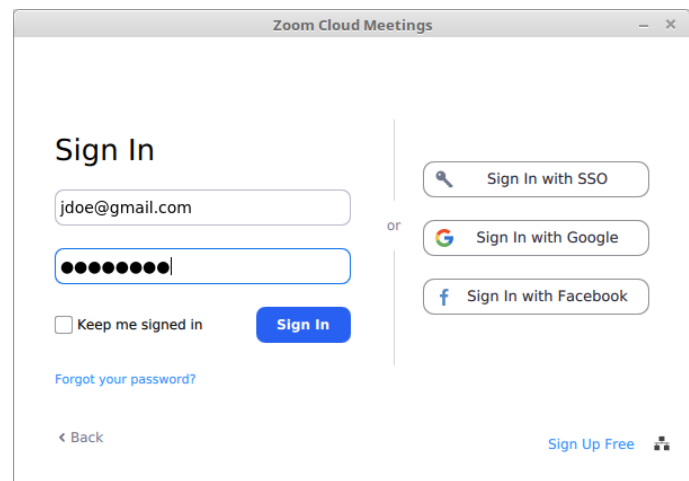 Zoom Cloud Meetings
Sign In
jdoe@gmail.com
●●●●●●●●
Keep me signed in
Sign In
Forgot your password?
‹ Back
or
Sign In with SSO
Sign In with Google
Sign In with Facebook
Sign Up Free